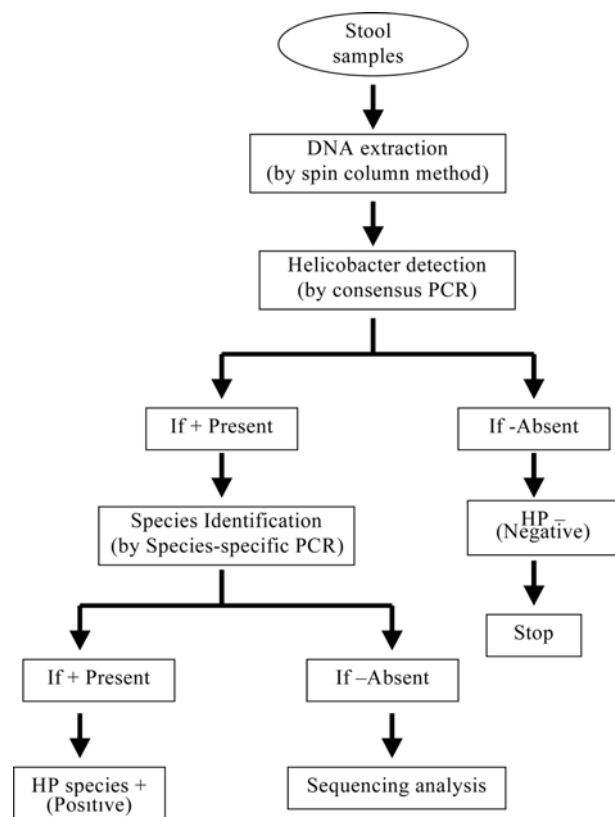 Stool
samples
DNA extraction
(by spin column method)
Helicobacter detection
(by consensus PCR)
If + Present
If -Absent
Species Identification
(by Species-specific PCR)
HP –
(Negative)
Stop
If + Present
If –Absent
HP species +
(Positive)
Sequencing analysis